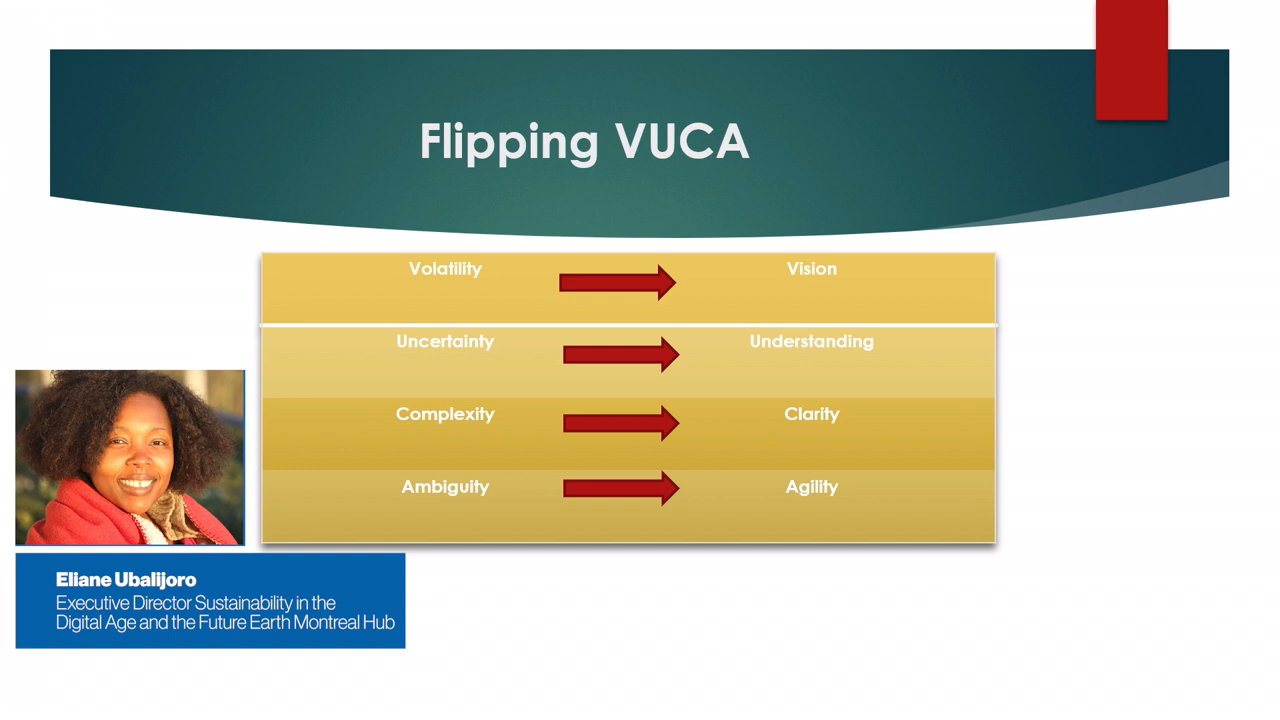 Flipping VUCA
Volatility Vision
Uncertainty Understanding
Complexity Clarity
Ambiguity Agility
Eliane Ubalijoro
Executive Director Sustainability in the
Digital Age and the Future Earth Montreal Hub